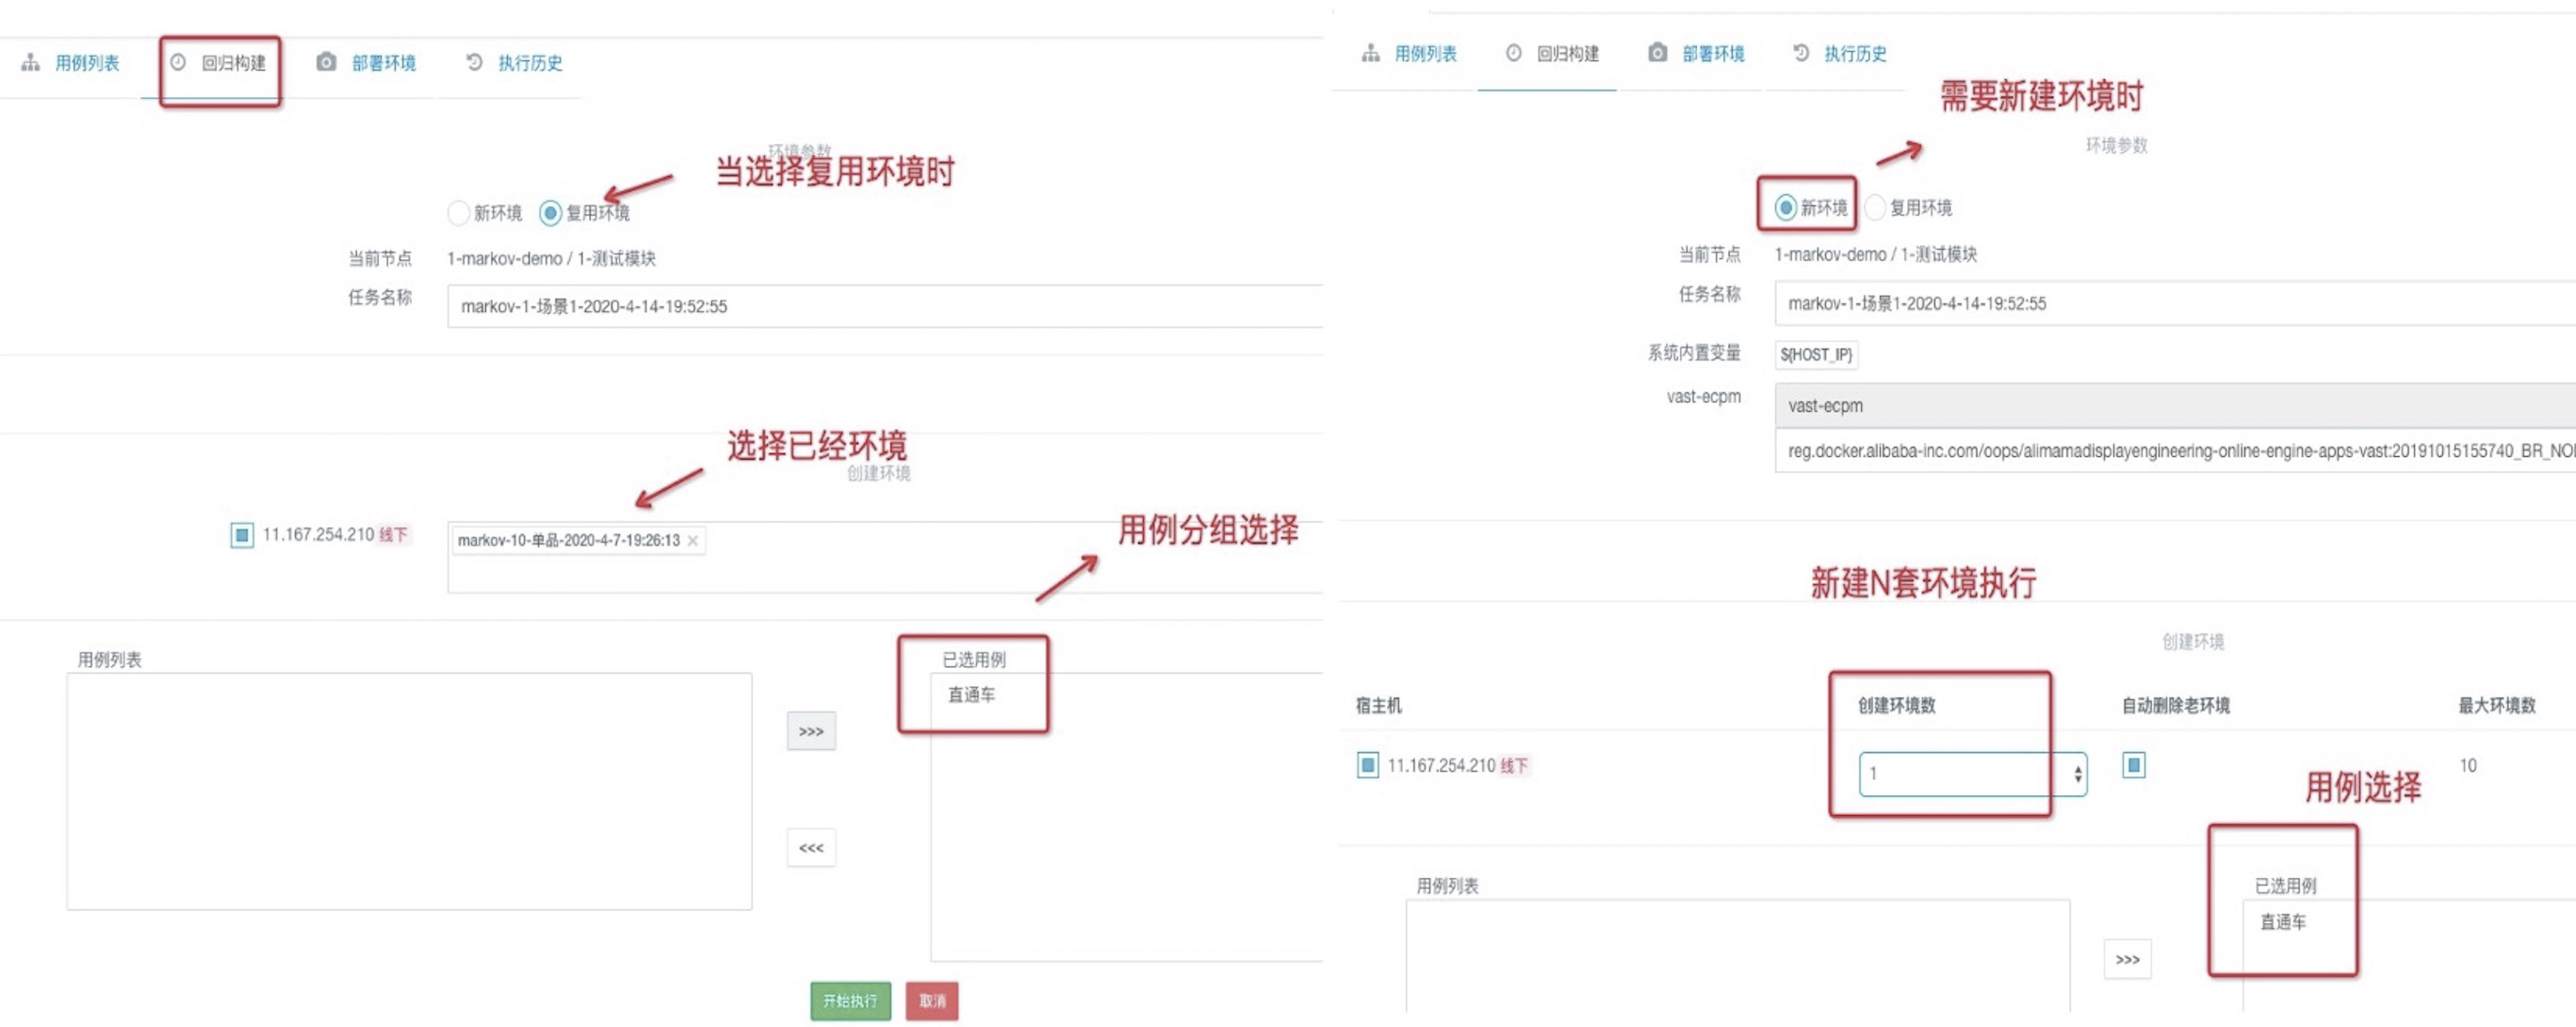 用例列表 回归构建 部署环境 执行历史
环境参数
当选择复用环境时
新环境 复用环境
当前节点 1-markov-demo / 1-测试模块
任务名称 markov-1-场景1-2020-4-14-19:52:55
选择已经环境
创建环境
用例分组选择
11.167.254.210 线下 markov-10-单品-2020-4-7-19:26:13 ×
用例列表 已选用例
直通车
>>>
<<<
开始执行 取消
用例列表 回归构建 部署环境 执行历史
需要新建环境时
环境参数
新环境 复用环境
当前节点 1-markov-demo / 1-测试模块
任务名称 markov-1-场景1-2020-4-14-19:52:55
系统内置变量 ${HOST_IP}
vast-ecpm vast-ecpm
reg.docker.alibaba-inc.com/oops/alimamadisplayengineering-online-engine-apps-vast:20191015155740_BR_NO
新建N套环境执行
创建环境
宿主机 创建环境数 自动删除老环境 最大环境数
11.167.254.210 线下 1 10
用例选择
用例列表 已选用例
直通车
>>>